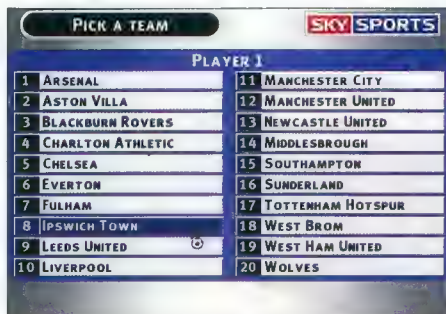 PICK A TEAM
SKY SPORTS
PLAYER 1
1 ARSENAL
2 ASTON VILLA
3 BLACKBURN ROVERS
4 CHARLTON ATHLETIC
5 CHELSEA
6 EVERTON
7 FULHAM
8 IPSWICH TOWN
9 LEEDS UNITED
10 LIVERPOOL
11 MANCHESTER CITY
12 MANCHESTER UNITED
13 NEWCASTLE UNITED
14 MIDDLESBROUGH
15 SOUTHAMPTON
16 SUNDERLAND
17 TOTTENHAM HOTSPUR
18 WEST BROM
19 WEST HAM UNITED
20 WOLVES